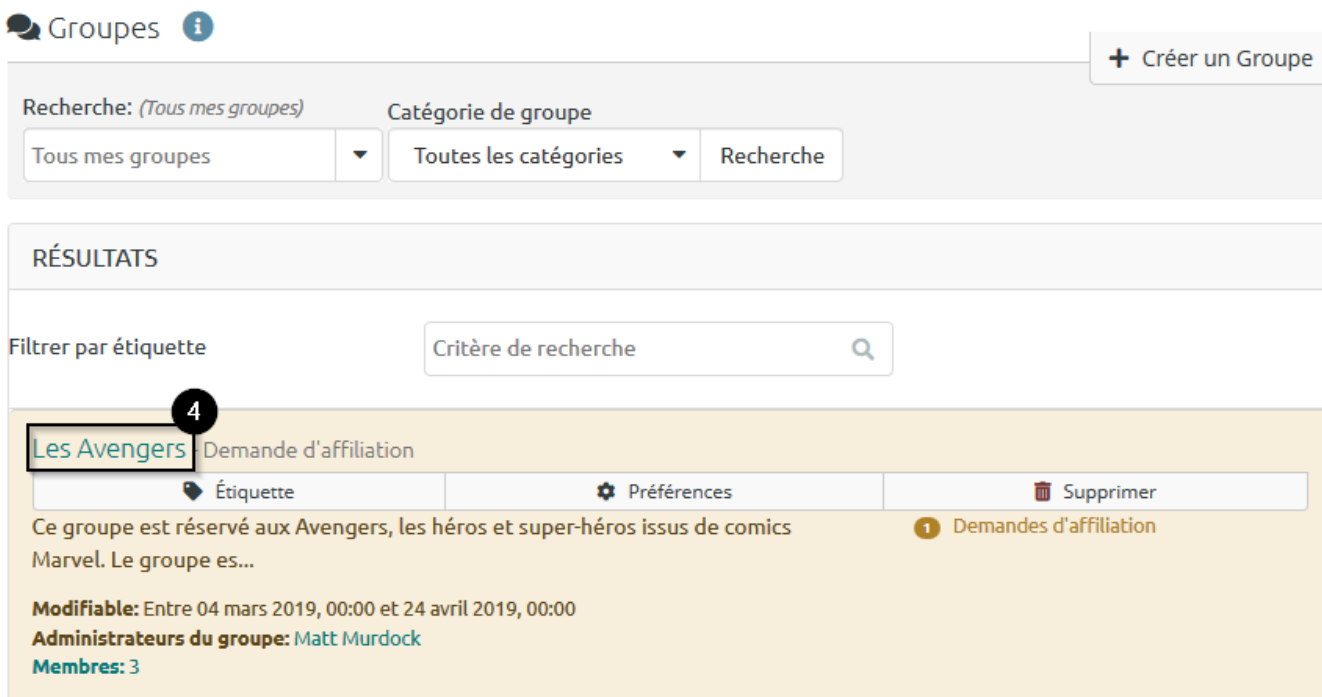 Groupes
+ Créer un Groupe
Recherche: (Tous mes groupes)
Catégorie de groupe
Tous mes groupes
Toutes les catégories
Recherche
RÉSULTATS
Filtrer par étiquette
Critère de recherche
4
Les Avengers - Demande d'affiliation
Étiquette
Préférences
Supprimer
Ce groupe est réservé aux Avengers, les héros et super-héros issus de comics
Marvel. Le groupe es...
1 Demandes d'affiliation
Modifiable: Entre 04 mars 2019, 00:00 et 24 avril 2019, 00:00
Administrateurs du groupe: Matt Murdock
Membres: 3